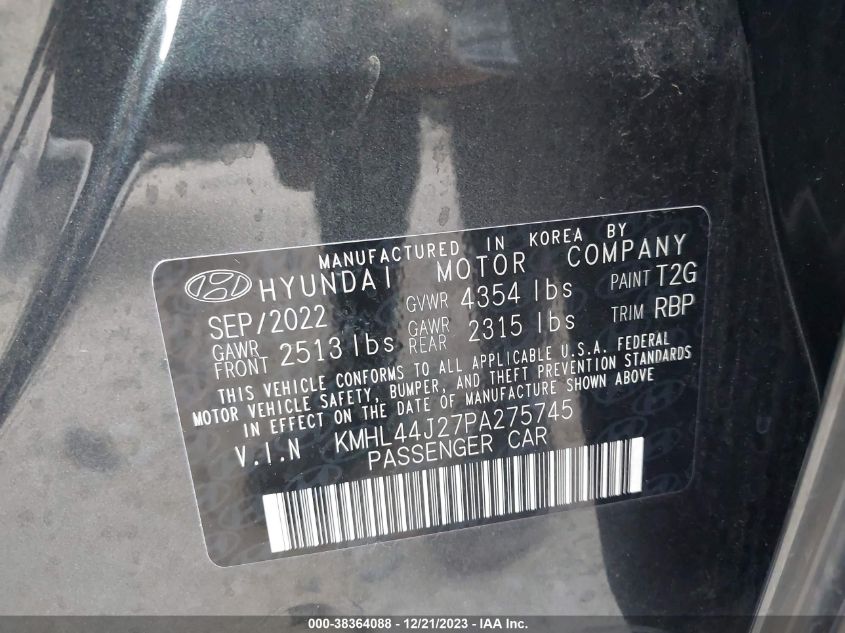 MANUFACTURED IN KOREA BY
HYUNDAI MOTOR COMPANY
SEP/2022 GVWR 4354 lbs PAINT T2G
GAWR FRONT 2513 lbs GAWR REAR 2315 lbs TRIM RBP
THIS VEHICLE CONFORMS TO ALL APPLICABLE U.S.A. FEDERAL
MOTOR VEHICLE SAFETY, BUMPER, AND THEFT PREVENTION STANDARDS
IN EFFECT ON THE DATE OF MANUFACTURE SHOWN ABOVE
V.I.N KMHL44J27PA275745
PASSENGER CAR
000-38364088 - 12/21/2023 - IAA Inc.